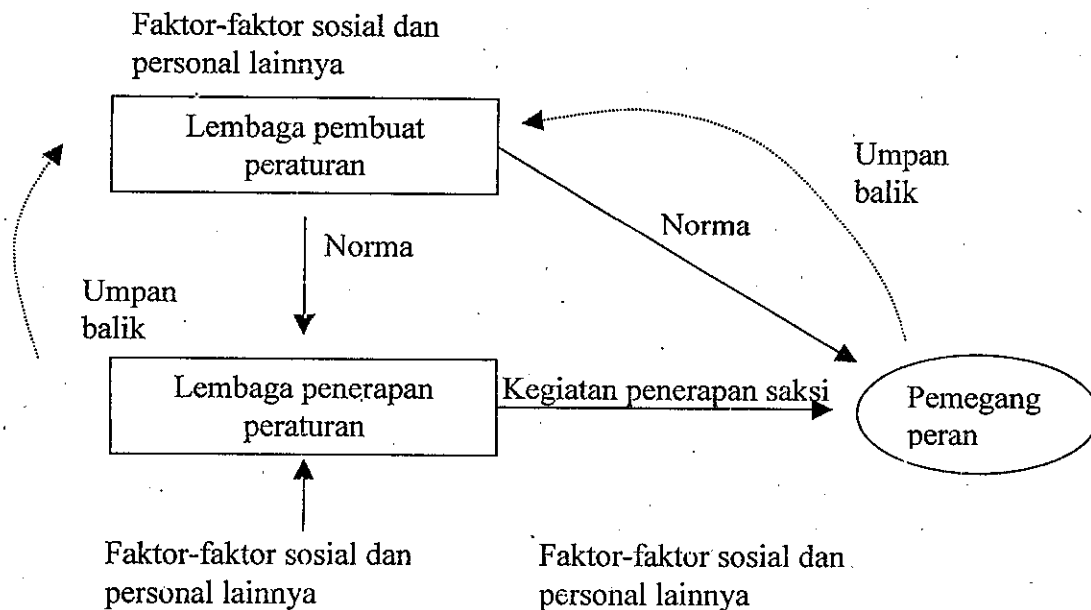 Faktor-faktor sosial dan
personal lainnya
Lembaga pembuat
peraturan
Umpan
balik
Norma
Norma
Umpan
balik
Lembaga penerapan
peraturan
Kegiatan penerapan saksi
Pemegang
peran
Faktor-faktor sosial dan
personal lainnya
Faktor-faktor sosial dan
personal lainnya